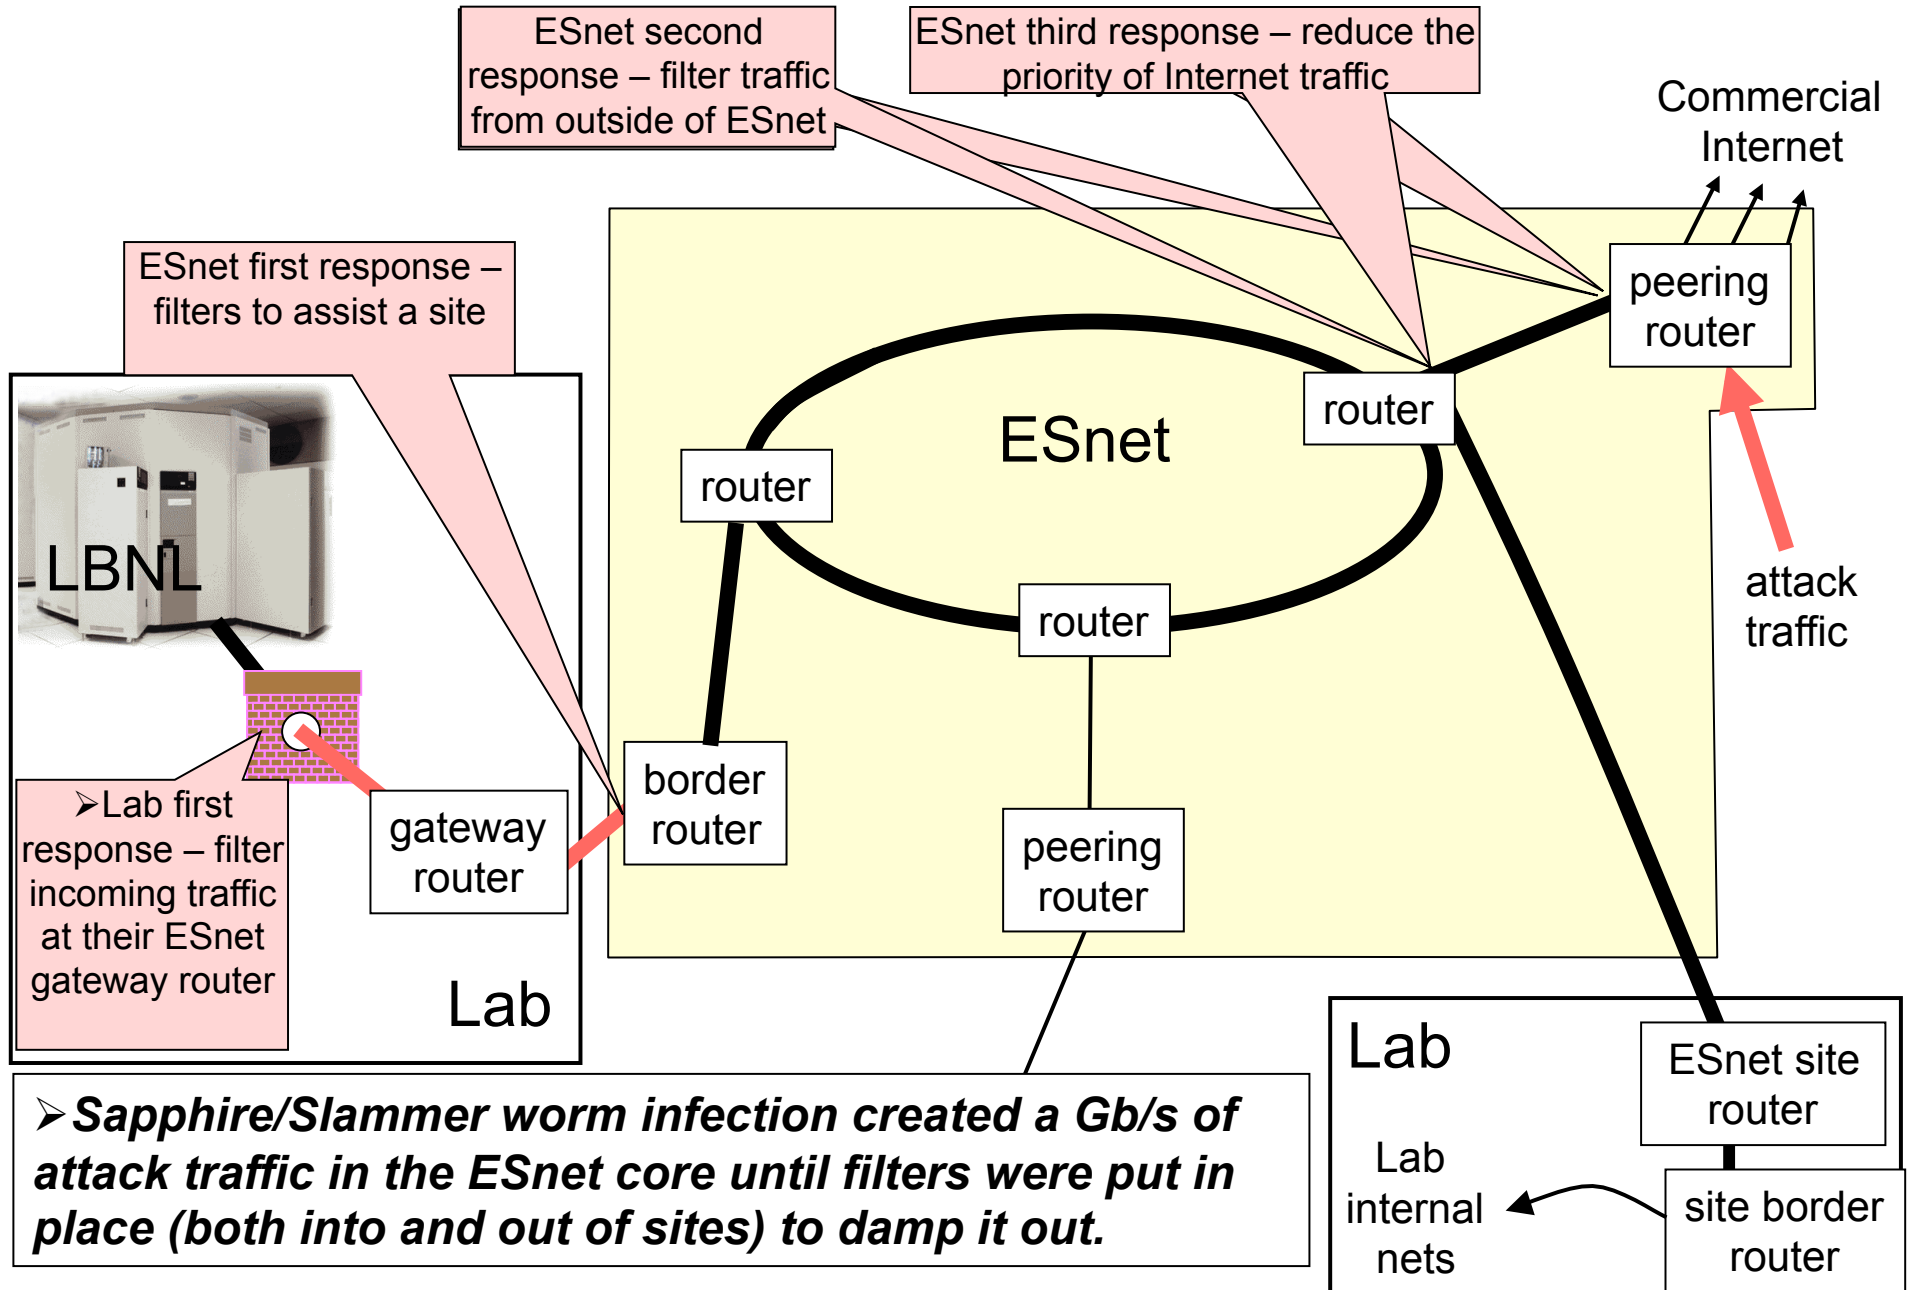 ESnet second
response – filter traffic
from outside of ESnet
ESnet third response – reduce the
priority of Internet traffic
Commercial
Internet
ESnet first response –
filters to assist a site
peering
router
router
ESnet
router
LBNL
attack
traffic
router
border
router
➢Lab first
response – filter
incoming traffic
at their ESnet
gateway router
gateway
router
peering
router
Lab
Lab
ESnet site
router
➢Sapphire/Slammer worm infection created a Gb/s of
attack traffic in the ESnet core until filters were put in
place (both into and out of sites) to damp it out.
Lab
internal
nets
site border
router